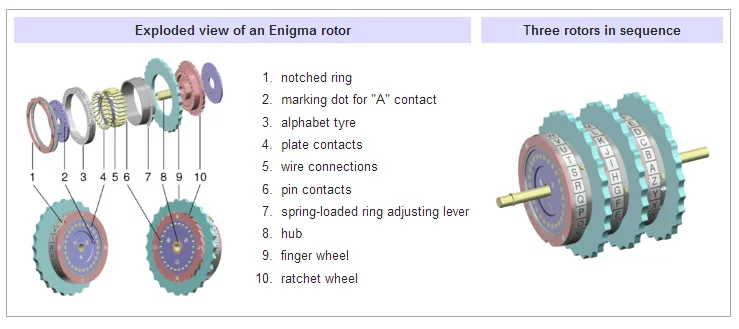 Exploded view of an Enigma rotor
Three rotors in sequence
1 2 3 4 5 6 7 8 9 10
1. notched ring
2. marking dot for "A" contact
3. alphabet tyre
4. plate contacts
5. wire connections
6. pin contacts
7. spring-loaded ring adjusting lever
8. hub
9. finger wheel
10. ratchet wheel
U T S R Q P
K J I H G F E
E D C B A Z Y